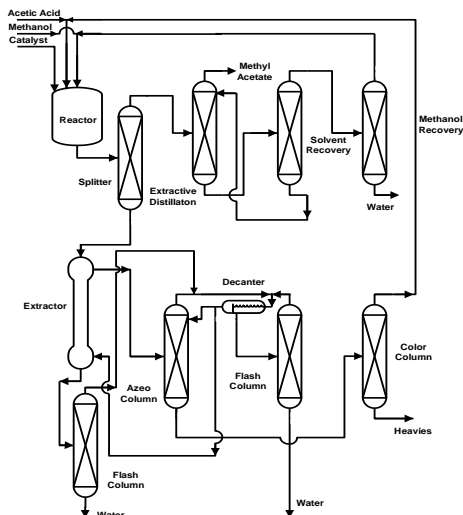 Acetic Acid
Methanol
Catalyst
Reactor
Methyl
Acetate
Splitter
Extractive
Distillaton
Solvent
Recovery
Methanol
Recovery
Water
Extractor
Decanter
Azeo
Column
Flash
Column
Color
Column
Heavies
Flash
Column
Water
Water